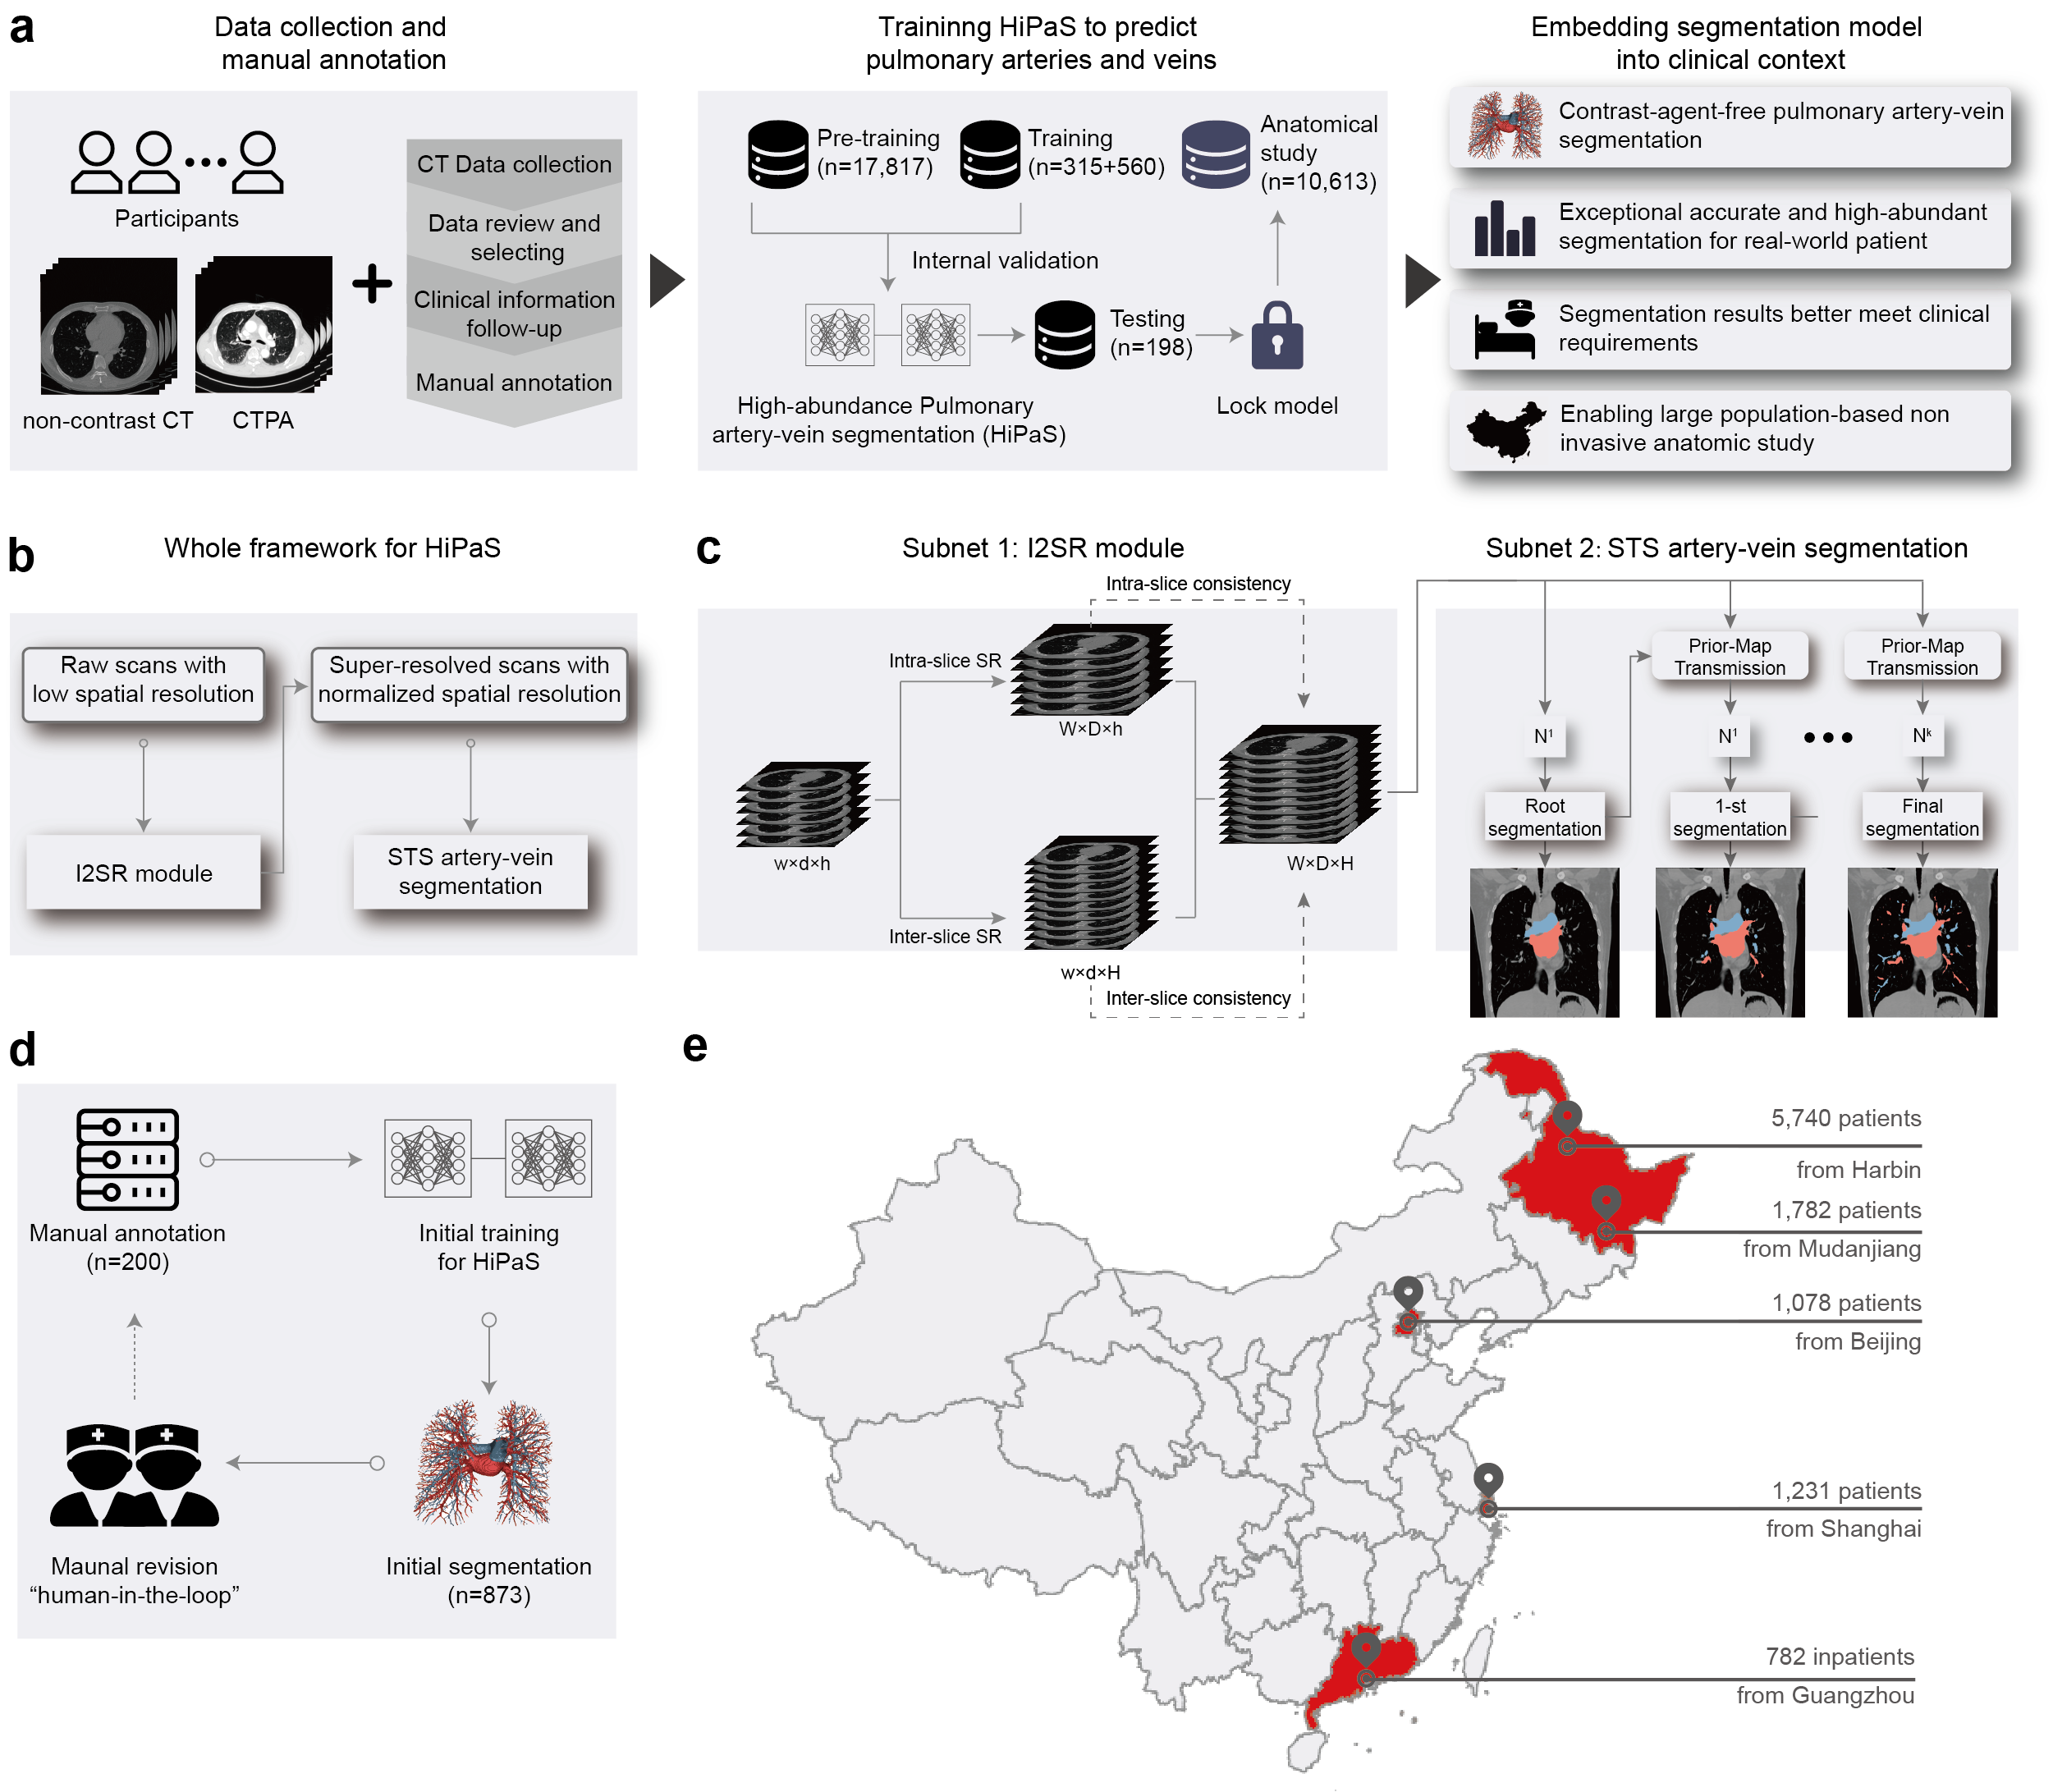 a
Data collection and
manual annotation
Participants
non-contrast CT
CTPA
CT Data collection
Data review and
selecting
Clinical information
follow-up
Manual annotation
Traininng HiPaS to predict
pulmonary arteries and veins
Pre-training
(n=17,817)
Training
(n=315+560)
Anatomical
study
(n=10,613)
Internal validation
Testing
(n=198)
High-abundance Pulmonary
artery-vein segmentation (HiPaS)
Lock model
Embedding segmentation model
into clinical context
Contrast-agent-free pulmonary artery-vein
segmentation
Exceptional accurate and high-abundant
segmentation for real-world patient
Segmentation results better meet clinical
requirements
Enabling large population-based non
invasive anatomic study
b
Whole framework for HiPaS
Raw scans with
low spatial resolution
Super-resolved scans with
normalized spatial resolution
I2SR module
STS artery-vein
segmentation
c
Subnet 1: I2SR module
Intra-slice consistency
Intra-slice SR
W×D×h
w×d×h
W×D×H
Inter-slice SR
w×d×H
Inter-slice consistency
Subnet 2: STS artery-vein segmentation
Prior-Map
Transmission
Prior-Map
Transmission
N¹
N¹
Nᵏ
Root
segmentation
1-st
segmentation
Final
segmentation
d
Manual annotation
(n=200)
Initial training
for HiPaS
Maunal revision
“human-in-the-loop”
Initial segmentation
(n=873)
e
5,740 patients
from Harbin
1,782 patients
from Mudanjiang
1,078 patients
from Beijing
1,231 patients
from Shanghai
782 inpatients
from Guangzhou